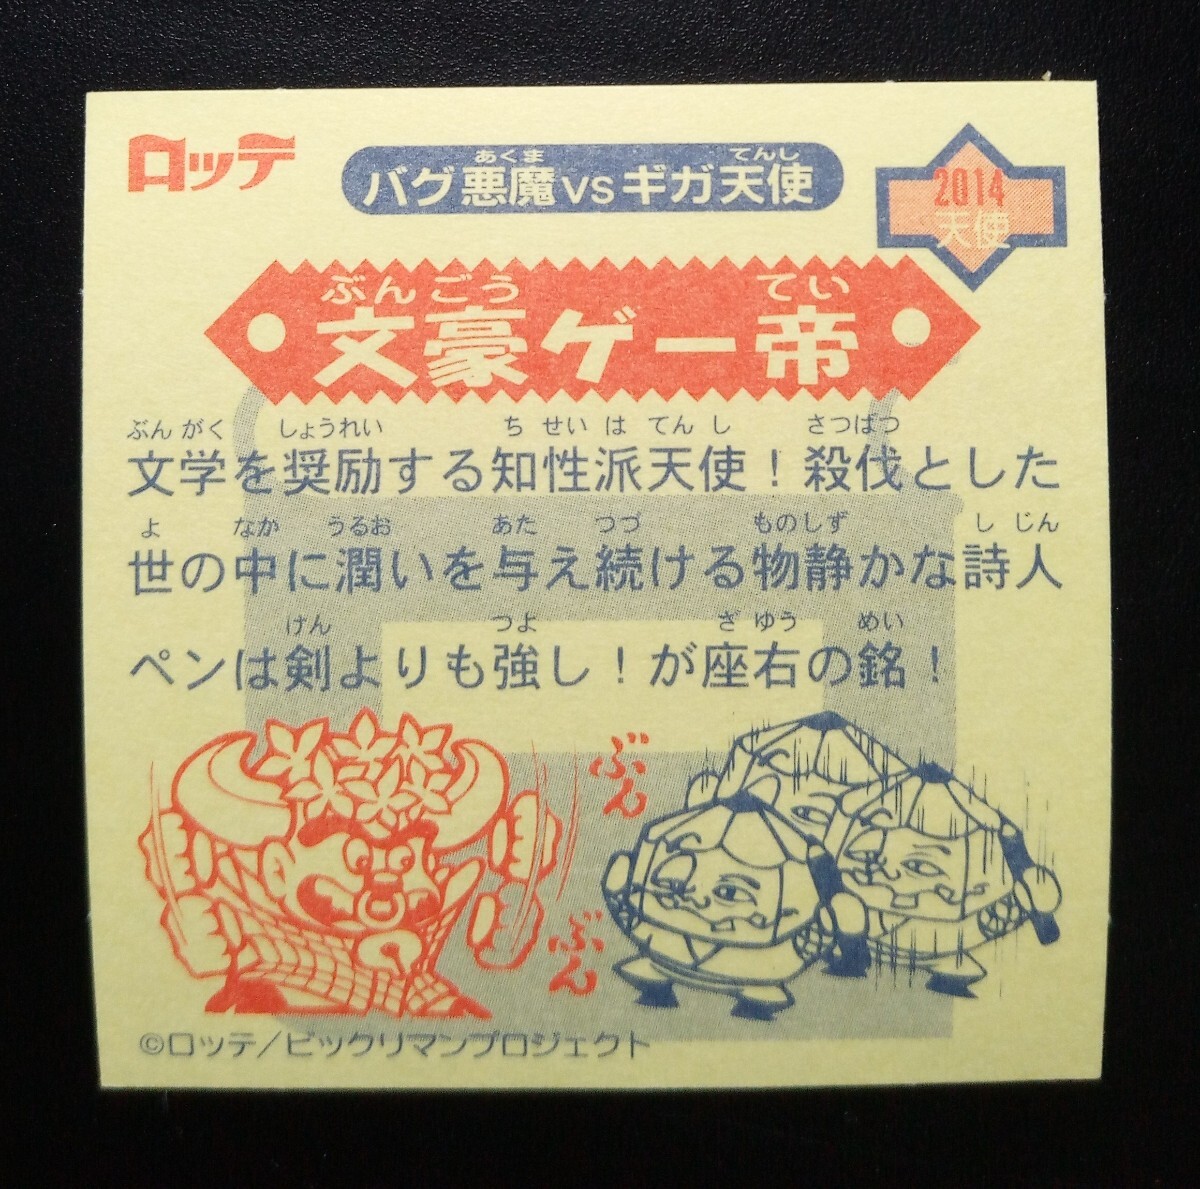 ロッテ
バグ悪魔vsギガ天使
あくま てんし
2014
天使
ぶんごう てい
文豪ゲー帝
ぶんがく しょうれい ちせいは てんし さつばつ
文学を奨励する知性派天使！殺伐とした
よ なか うるお あた つづ ものしず しじん
世の中に潤いを与え続ける物静かな詩人
けん つよ ざゆう めい
ペンは剣よりも強し！が座右の銘！
ぶん
ぶん
©ロッテ／ビックリマンプロジェクト